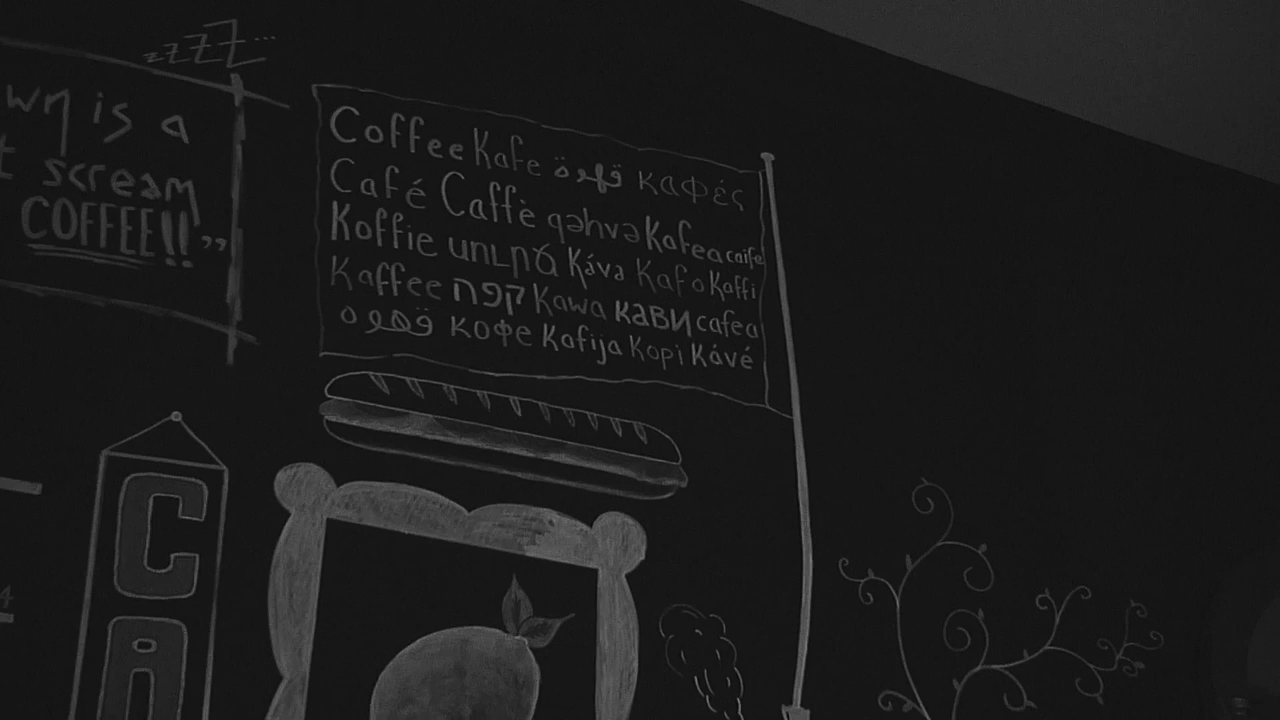 zzZZ...
wn is a
scream
COFFEE!!”
Coffee Kafe قهوة καφές
Café Caffè qəhvə Kafea caife
Koffie սուրճ Káva Kafo Kaffi
Kaffee קפה Kawa кави cafea
قهوه кофе Kafija Kopi Kávé
C
A
4